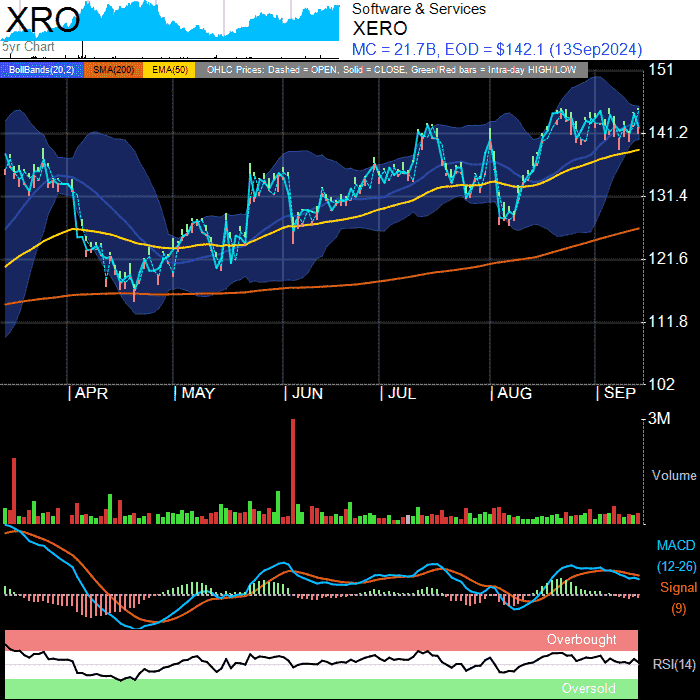 XRO
5yr Chart
Software & Services
XERO
MC = 21.7B, EOD = $142.1 (13Sep2024)
BollBands(20,2) SMA(200) EMA(50) OHLC Prices: Dashed = OPEN, Solid = CLOSE, Green/Red bars = Intra-day HIGH/LOW
151
141.2
131.4
121.6
111.8
102
APR MAY JUN JUL AUG SEP
3M
Volume
MACD
(12-26)
Signal
(9)
Overbought
RSI(14)
Oversold